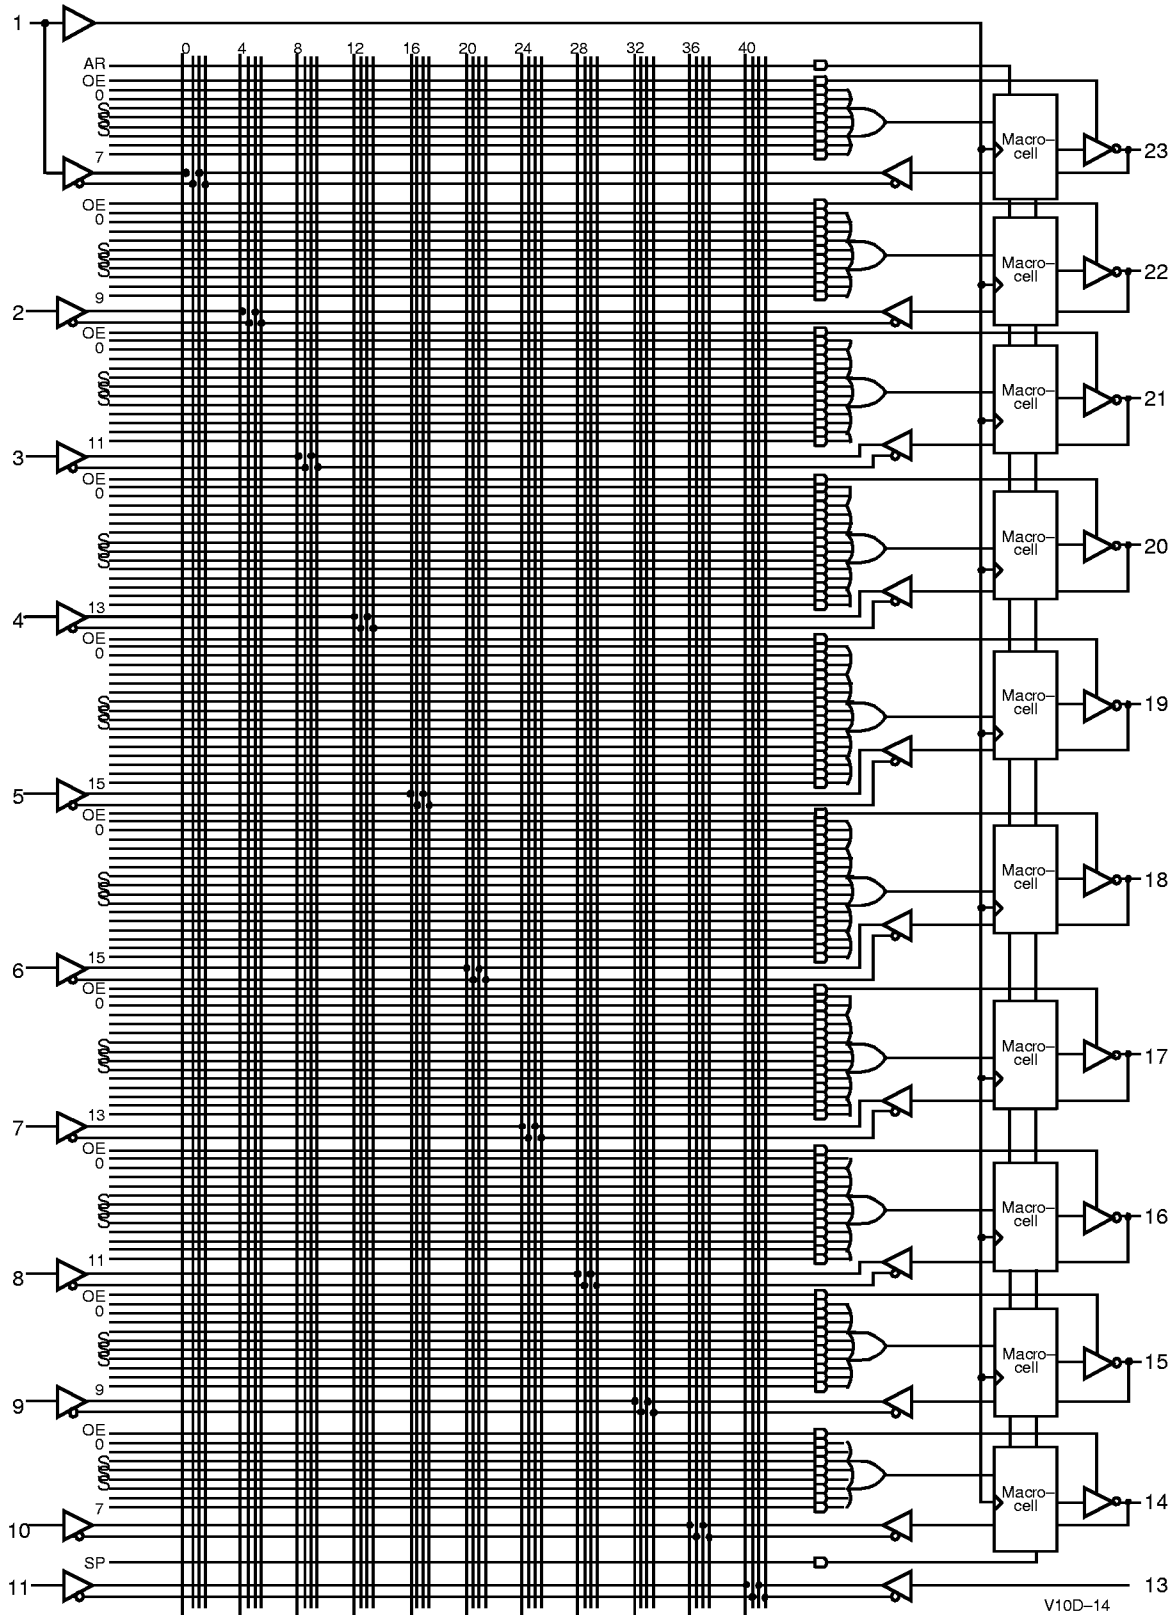 1
0 4 8 12 16 20 24 28 32 36 40
AR
OE
0
S
S
S
Macro–
cell
23
7
OE
0
S
S
S
Macro–
cell
22
9
2
OE
0
S
S
S
Macro–
cell
21
11
3
OE
0
S
S
S
Macro–
cell
20
13
4
OE
0
S
S
S
Macro–
cell
19
15
5
OE
0
S
S
S
Macro–
cell
18
15
6
OE
0
S
S
S
Macro–
cell
17
13
7
OE
0
S
S
S
Macro–
cell
16
11
8
OE
0
S
S
S
Macro–
cell
15
9
9
OE
0
S
S
S
Macro–
cell
14
7
10
SP
11
13
V10D–14